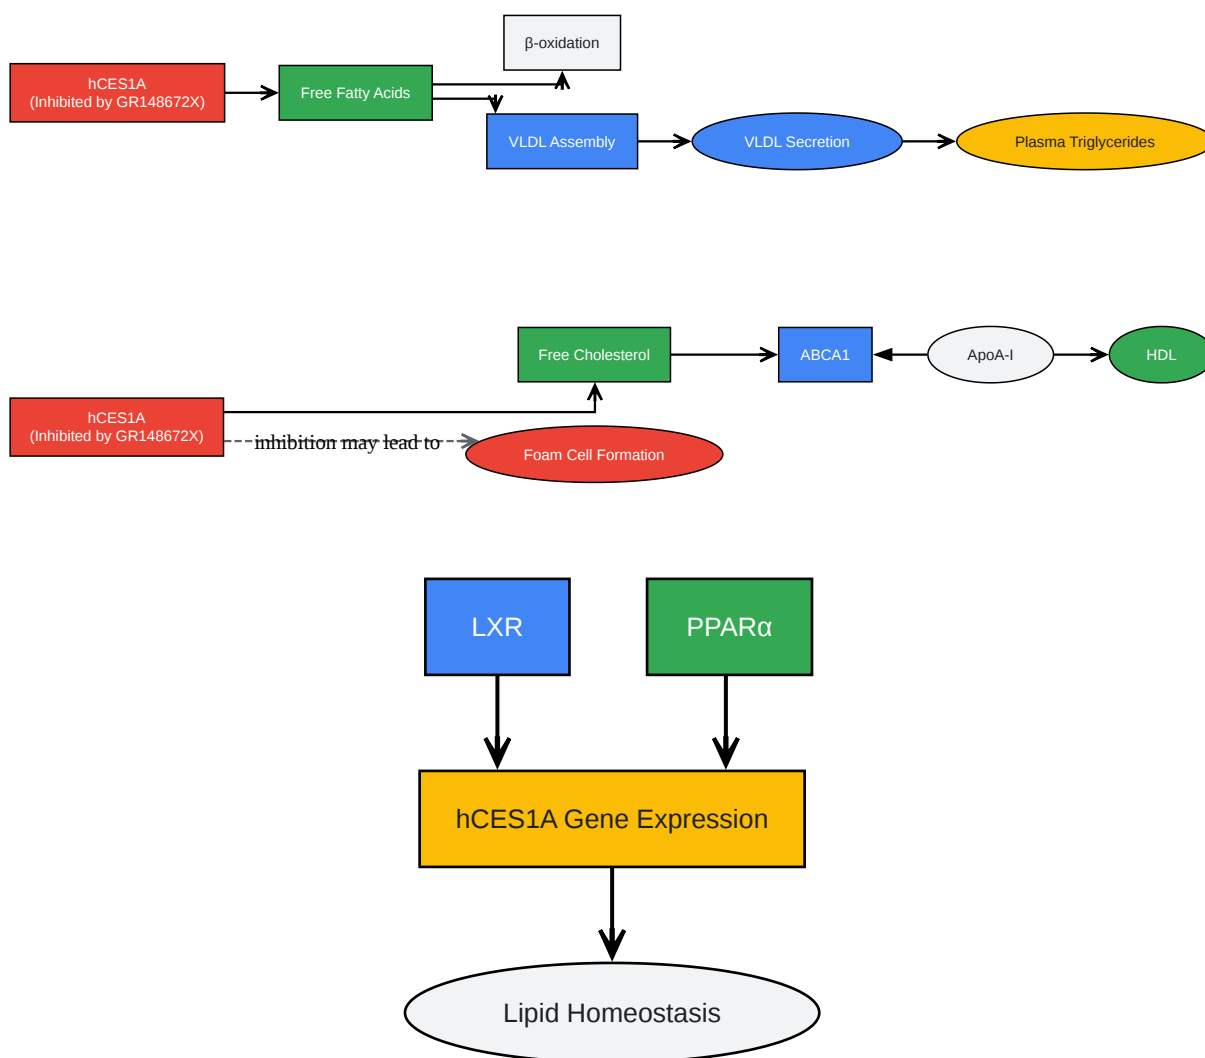 β-oxidation
hCES1A
(Inhibited by GR148672X)
Free Fatty Acids
VLDL Assembly
VLDL Secretion
Plasma Triglycerides
Free Cholesterol
ABCA1
ApoA-I
HDL
hCES1A
(Inhibited by GR148672X)
inhibition may lead to
Foam Cell Formation
LXR
PPARα
hCES1A Gene Expression
Lipid Homeostasis